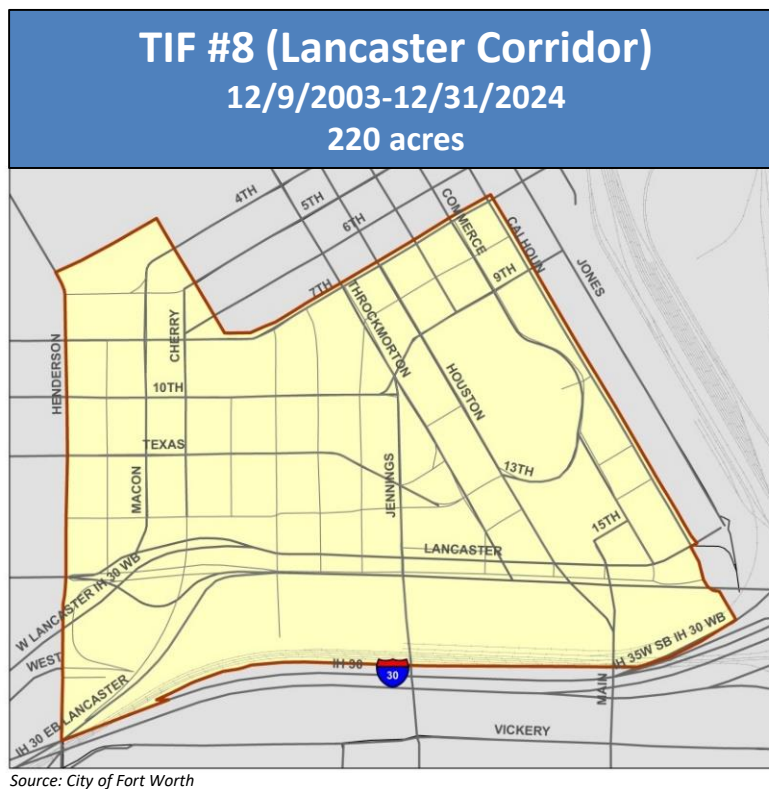 TIF #8 (Lancaster Corridor)
12/9/2003-12/31/2024
220 acres
4TH
5TH
6TH
COMMERCE
CALHOUN
JONES
7TH
9TH
THROCKMORTON
CHERRY
HENDERSON
HOUSTON
10TH
TEXAS
MACON
JENNINGS
13TH
15TH
LANCASTER
W LANCASTER IH 30 WB
WEST
IH 30
30
IH 35W SB IH 30 WB
IH 30 EB LANCASTER
MAIN
VICKERY
Source: City of Fort Worth